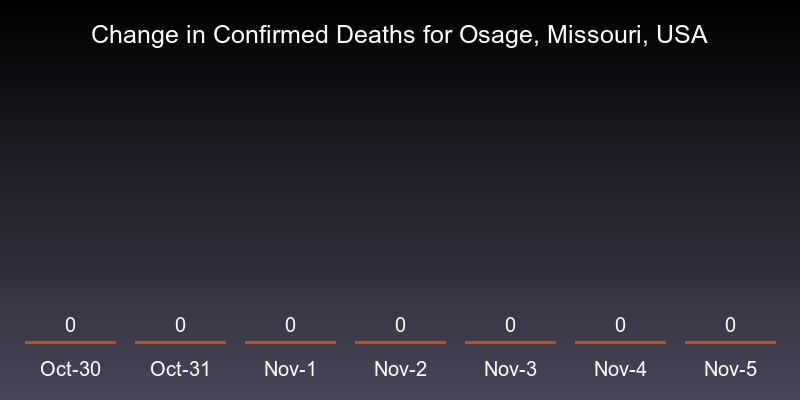 Change in Confirmed Deaths for Osage, Missouri, USA
0 0 0 0 0 0 0
Oct-30 Oct-31 Nov-1 Nov-2 Nov-3 Nov-4 Nov-5